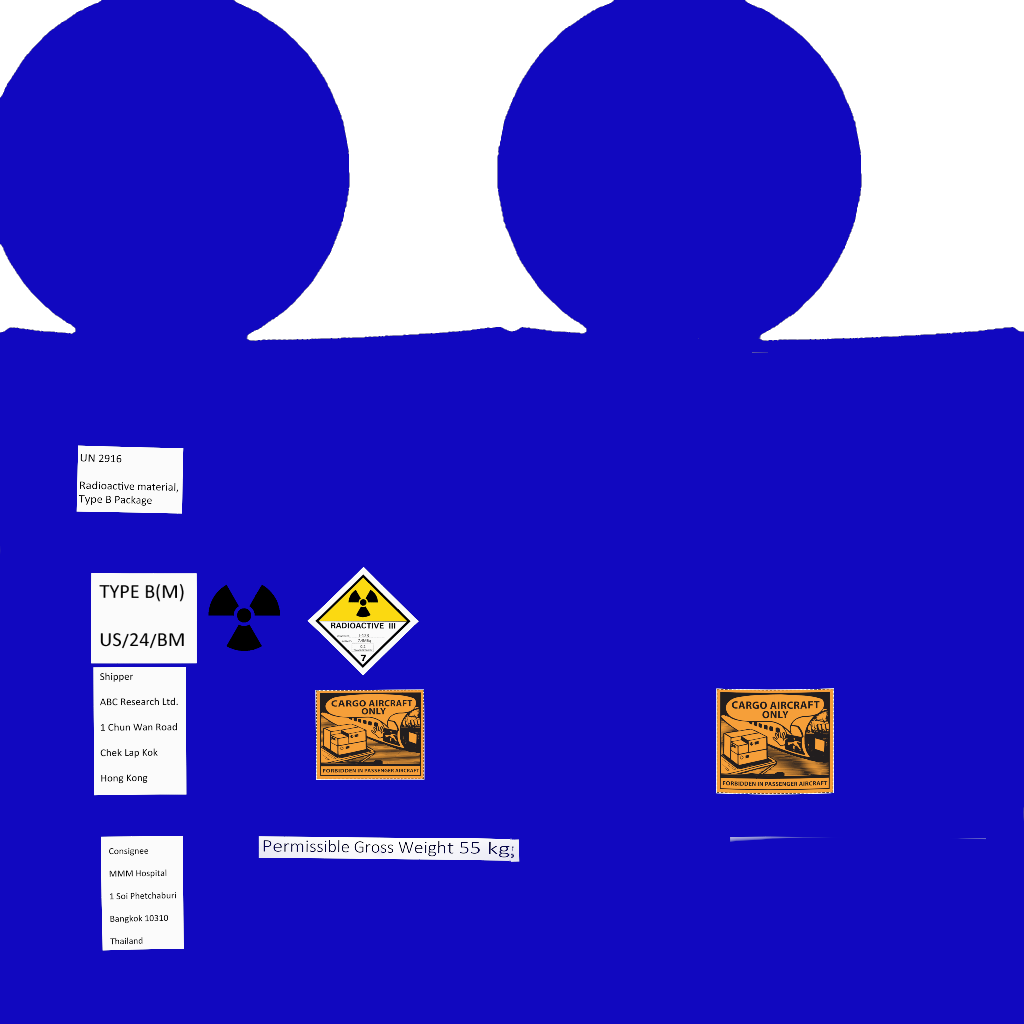 UN 2916
Radioactive material,
Type B Package
TYPE B(M)
US/24/BM
RADIOACTIVE III
7
Shipper
ABC Research Ltd.
1 Chun Wan Road
Chek Lap Kok
Hong Kong
CARGO AIRCRAFT
ONLY
FORBIDDEN IN PASSENGER AIRCRAFT
CARGO AIRCRAFT
ONLY
FORBIDDEN IN PASSENGER AIRCRAFT
Consignee
MMM Hospital
1 Soi Phetchaburi
Bangkok 10310
Thailand
Permissible Gross Weight 55 kg;